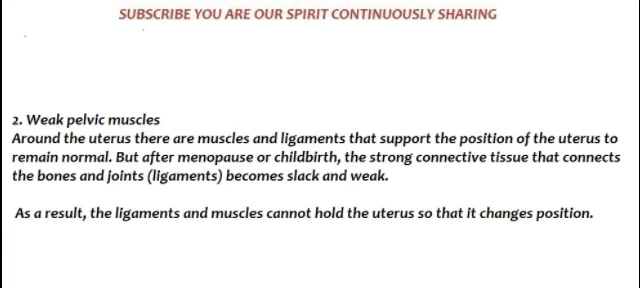 SUBSCRIBE YOU ARE OUR SPIRIT CONTINUOUSLY SHARING
2. Weak pelvic muscles
Around the uterus there are muscles and ligaments that support the position of the uterus to
remain normal. But after menopause or childbirth, the strong connective tissue that connects
the bones and joints (ligaments) becomes slack and weak.
As a result, the ligaments and muscles cannot hold the uterus so that it changes position.